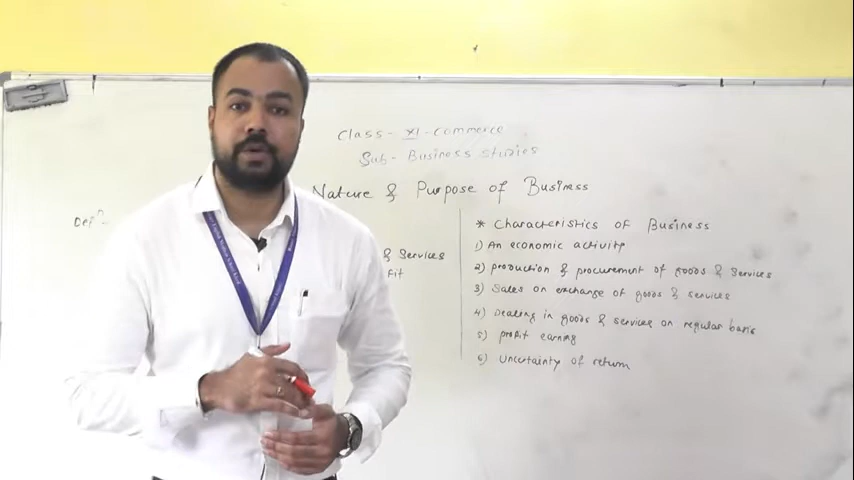 Class - XI - Commerce
Sub - Business Studies
Nature & Purpose of Business
Defⁿ -
& Services
fit
* Characteristics of Business
1) An economic activity
2) production & procurement of goods & services
3) Sales on exchange of goods & services
4) Dealing in goods & services on regular basis
5) profit earning
6) Uncertainty of return